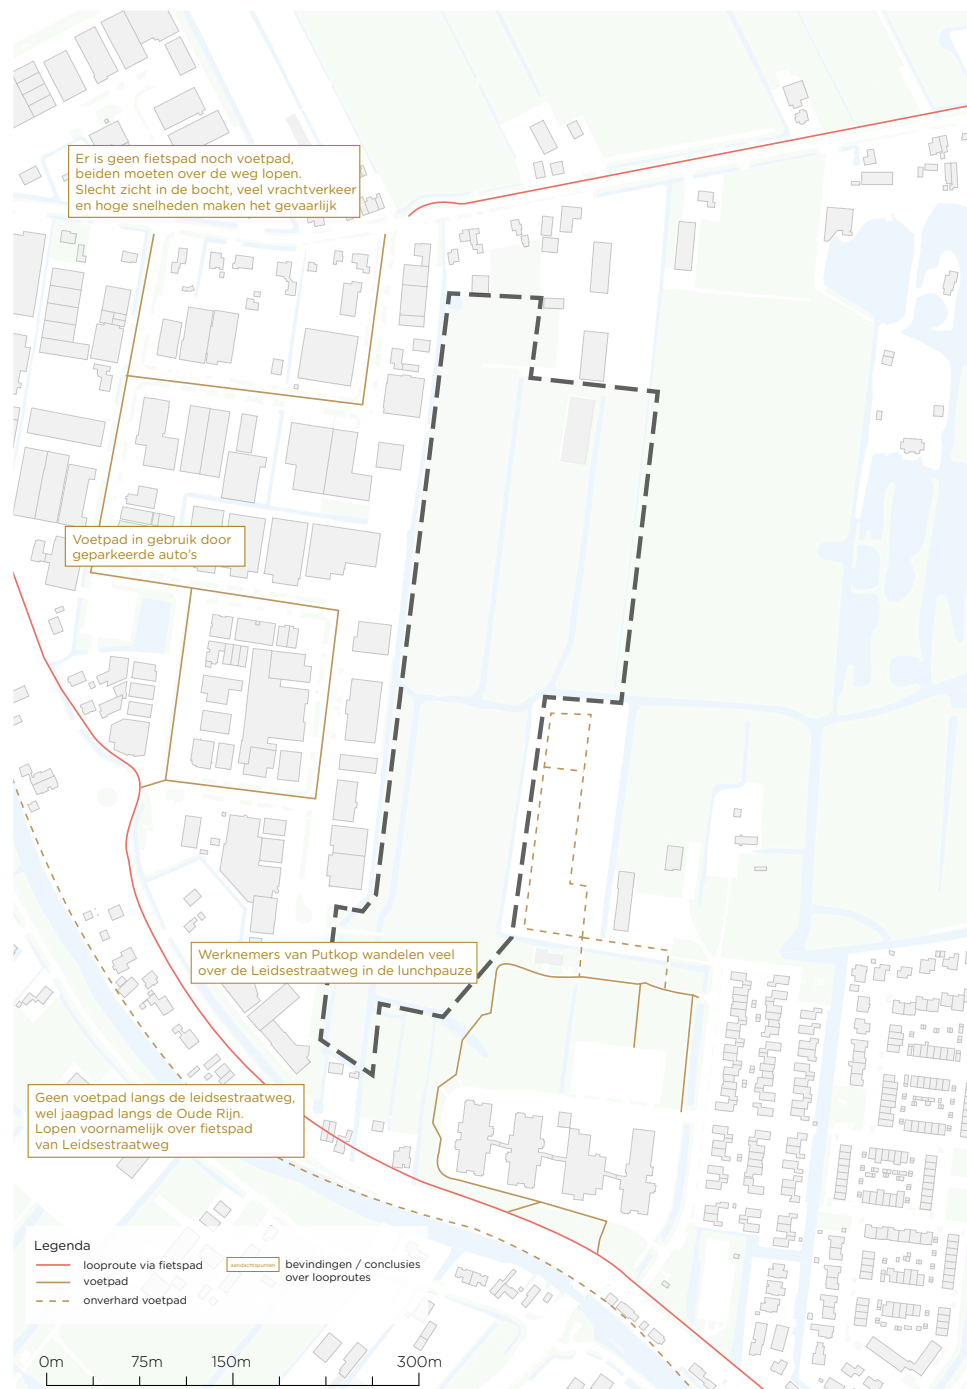 Er is geen fietspad noch voetpad,
beiden moeten over de weg lopen.
Slecht zicht in de bocht, veel vrachtverkeer
en hoge snelheden maken het gevaarlijk
Voetpad in gebruik door
geparkeerde auto's
Werknemers van Putkop wandelen veel
over de Leidsestraatweg in de lunchpauze
Geen voetpad langs de leidsestraatweg,
wel jaagpad langs de Oude Rijn.
Lopen voornamelijk over fietspad
van Leidsestraatweg
Legenda
looproute via fietspad
voetpad
onverhard voetpad
aandachtspunten
bevindingen / conclusies
over looproutes
0m 75m 150m 300m